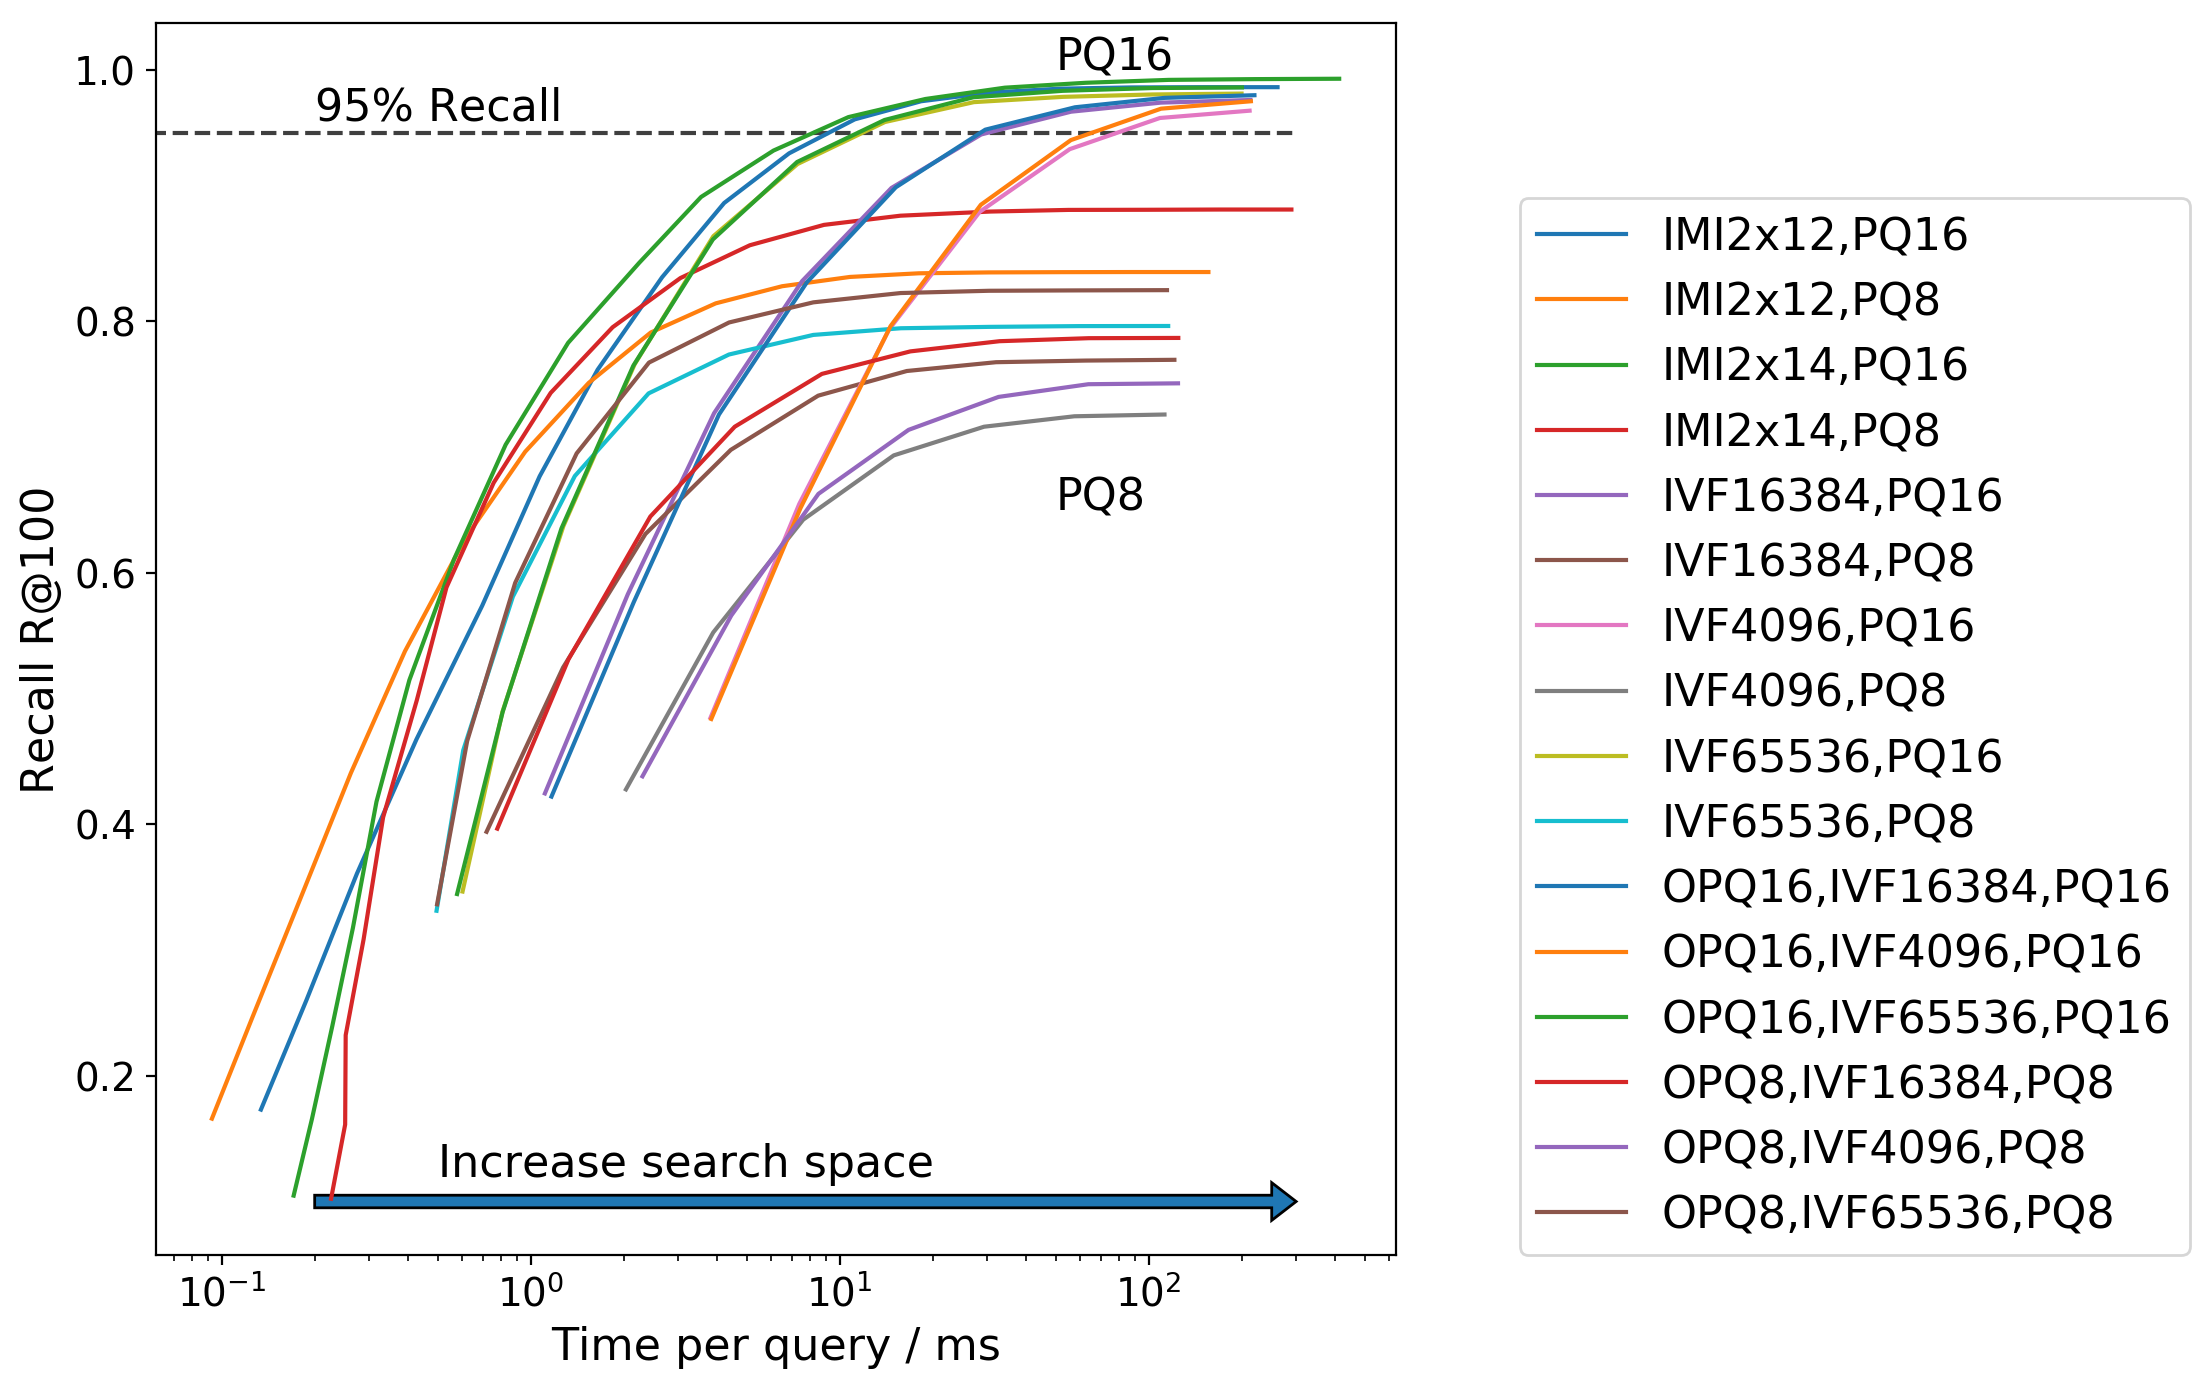 PQ16
1.0
95% Recall
0.8
PQ8
0.6
0.4
0.2
Recall R@100
Increase search space
10⁻¹ 10⁰ 10¹ 10²
Time per query / ms
IMI2x12,PQ16
IMI2x12,PQ8
IMI2x14,PQ16
IMI2x14,PQ8
IVF16384,PQ16
IVF16384,PQ8
IVF4096,PQ16
IVF4096,PQ8
IVF65536,PQ16
IVF65536,PQ8
OPQ16,IVF16384,PQ16
OPQ16,IVF4096,PQ16
OPQ16,IVF65536,PQ16
OPQ8,IVF16384,PQ8
OPQ8,IVF4096,PQ8
OPQ8,IVF65536,PQ8